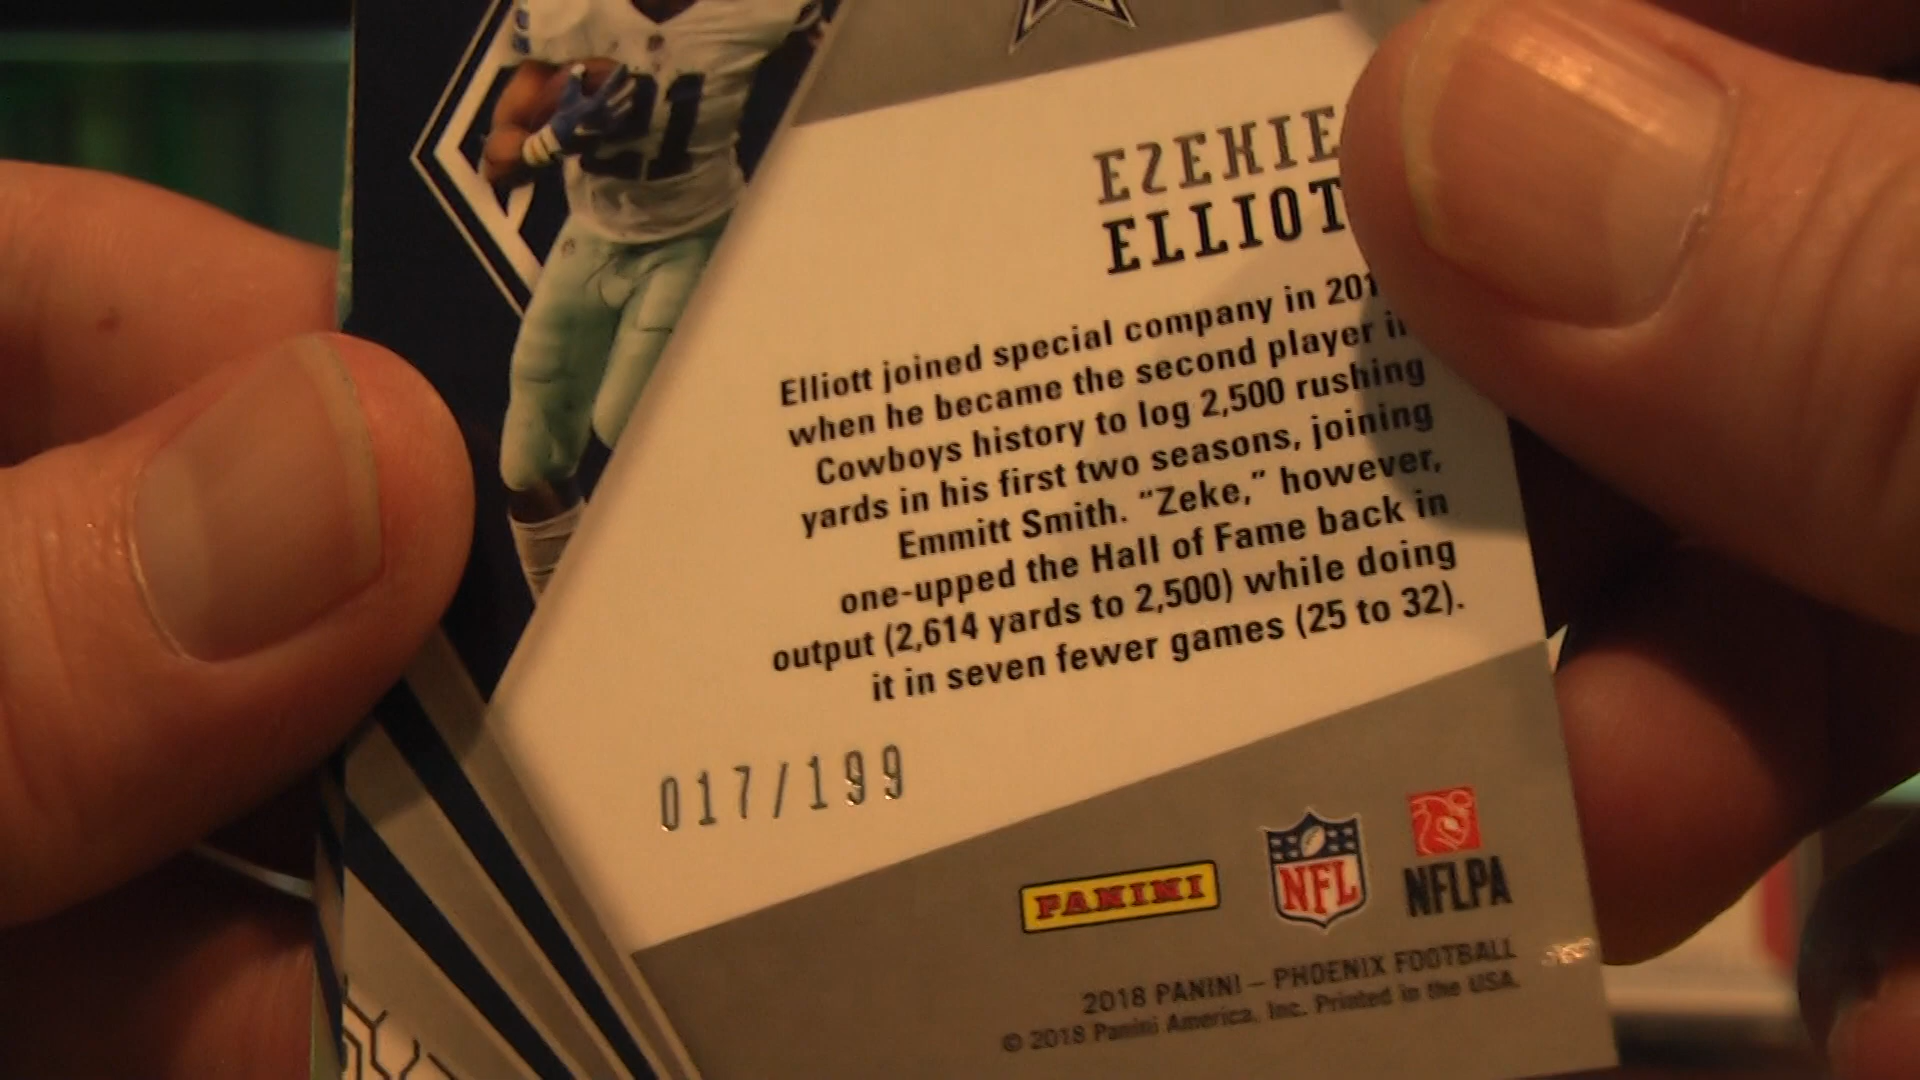 21
EZEKIE
ELLIOT
Elliott joined special company in 201
when he became the second player
Cowboys history to log 2,500 rushing
yards in his first two seasons, joining
Emmitt Smith. “Zeke,” however,
one-upped the Hall of Fame back in
output (2,614 yards to 2,500) while doing
it in seven fewer games (25 to 32).
017/199
PANINI
NFL
NFLPA
2018 PANINI – PHOENIX FOOTBALL
© 2018 Panini America, Inc. Printed in the USA.